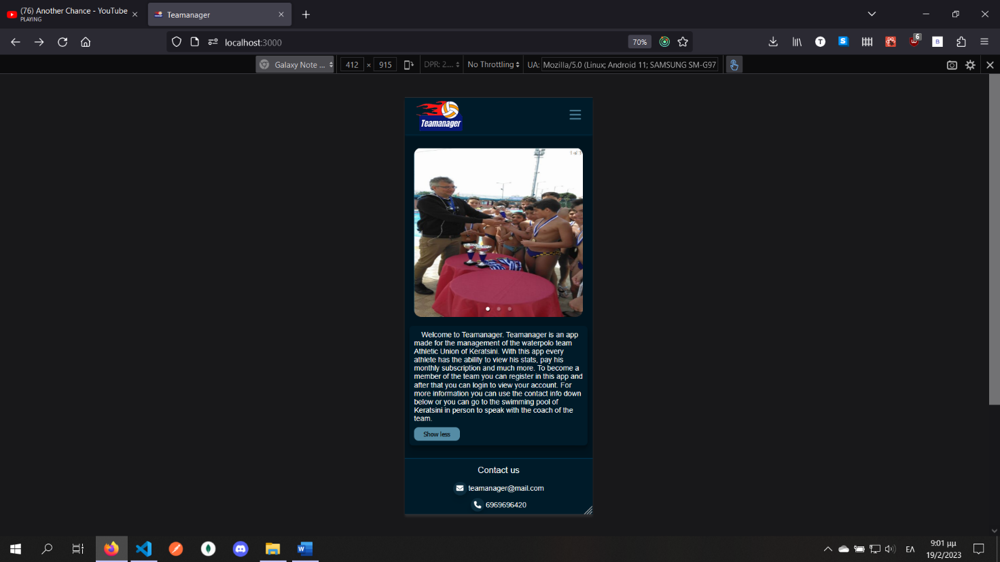 (76) Another Chance - YouTube
PLAYING
Teamanager
localhost:3000
70%
6
Galaxy Note ...
412 × 915
DPR: 2....
No Throttling
UA: Mozilla/5.0 (Linux; Android 11; SAMSUNG SM-G97
Teamanager
Welcome to Teamanager. Teamanager is an app
made for the management of the waterpolo team
Athletic Union of Keratsini. With this app every
athlete has the ability to view his stats, pay his
monthly subscription and much more. To become a
member of the team you can register in this app and
after that you can login to view your account. For
more information you can use the contact info down
below or you can go to the swimming pool of
Keratsini in person to speak with the coach of the
team.
Show less
Contact us
teamanager@mail.com
6969696420
ΕΛ
9:01 μμ
19/2/2023